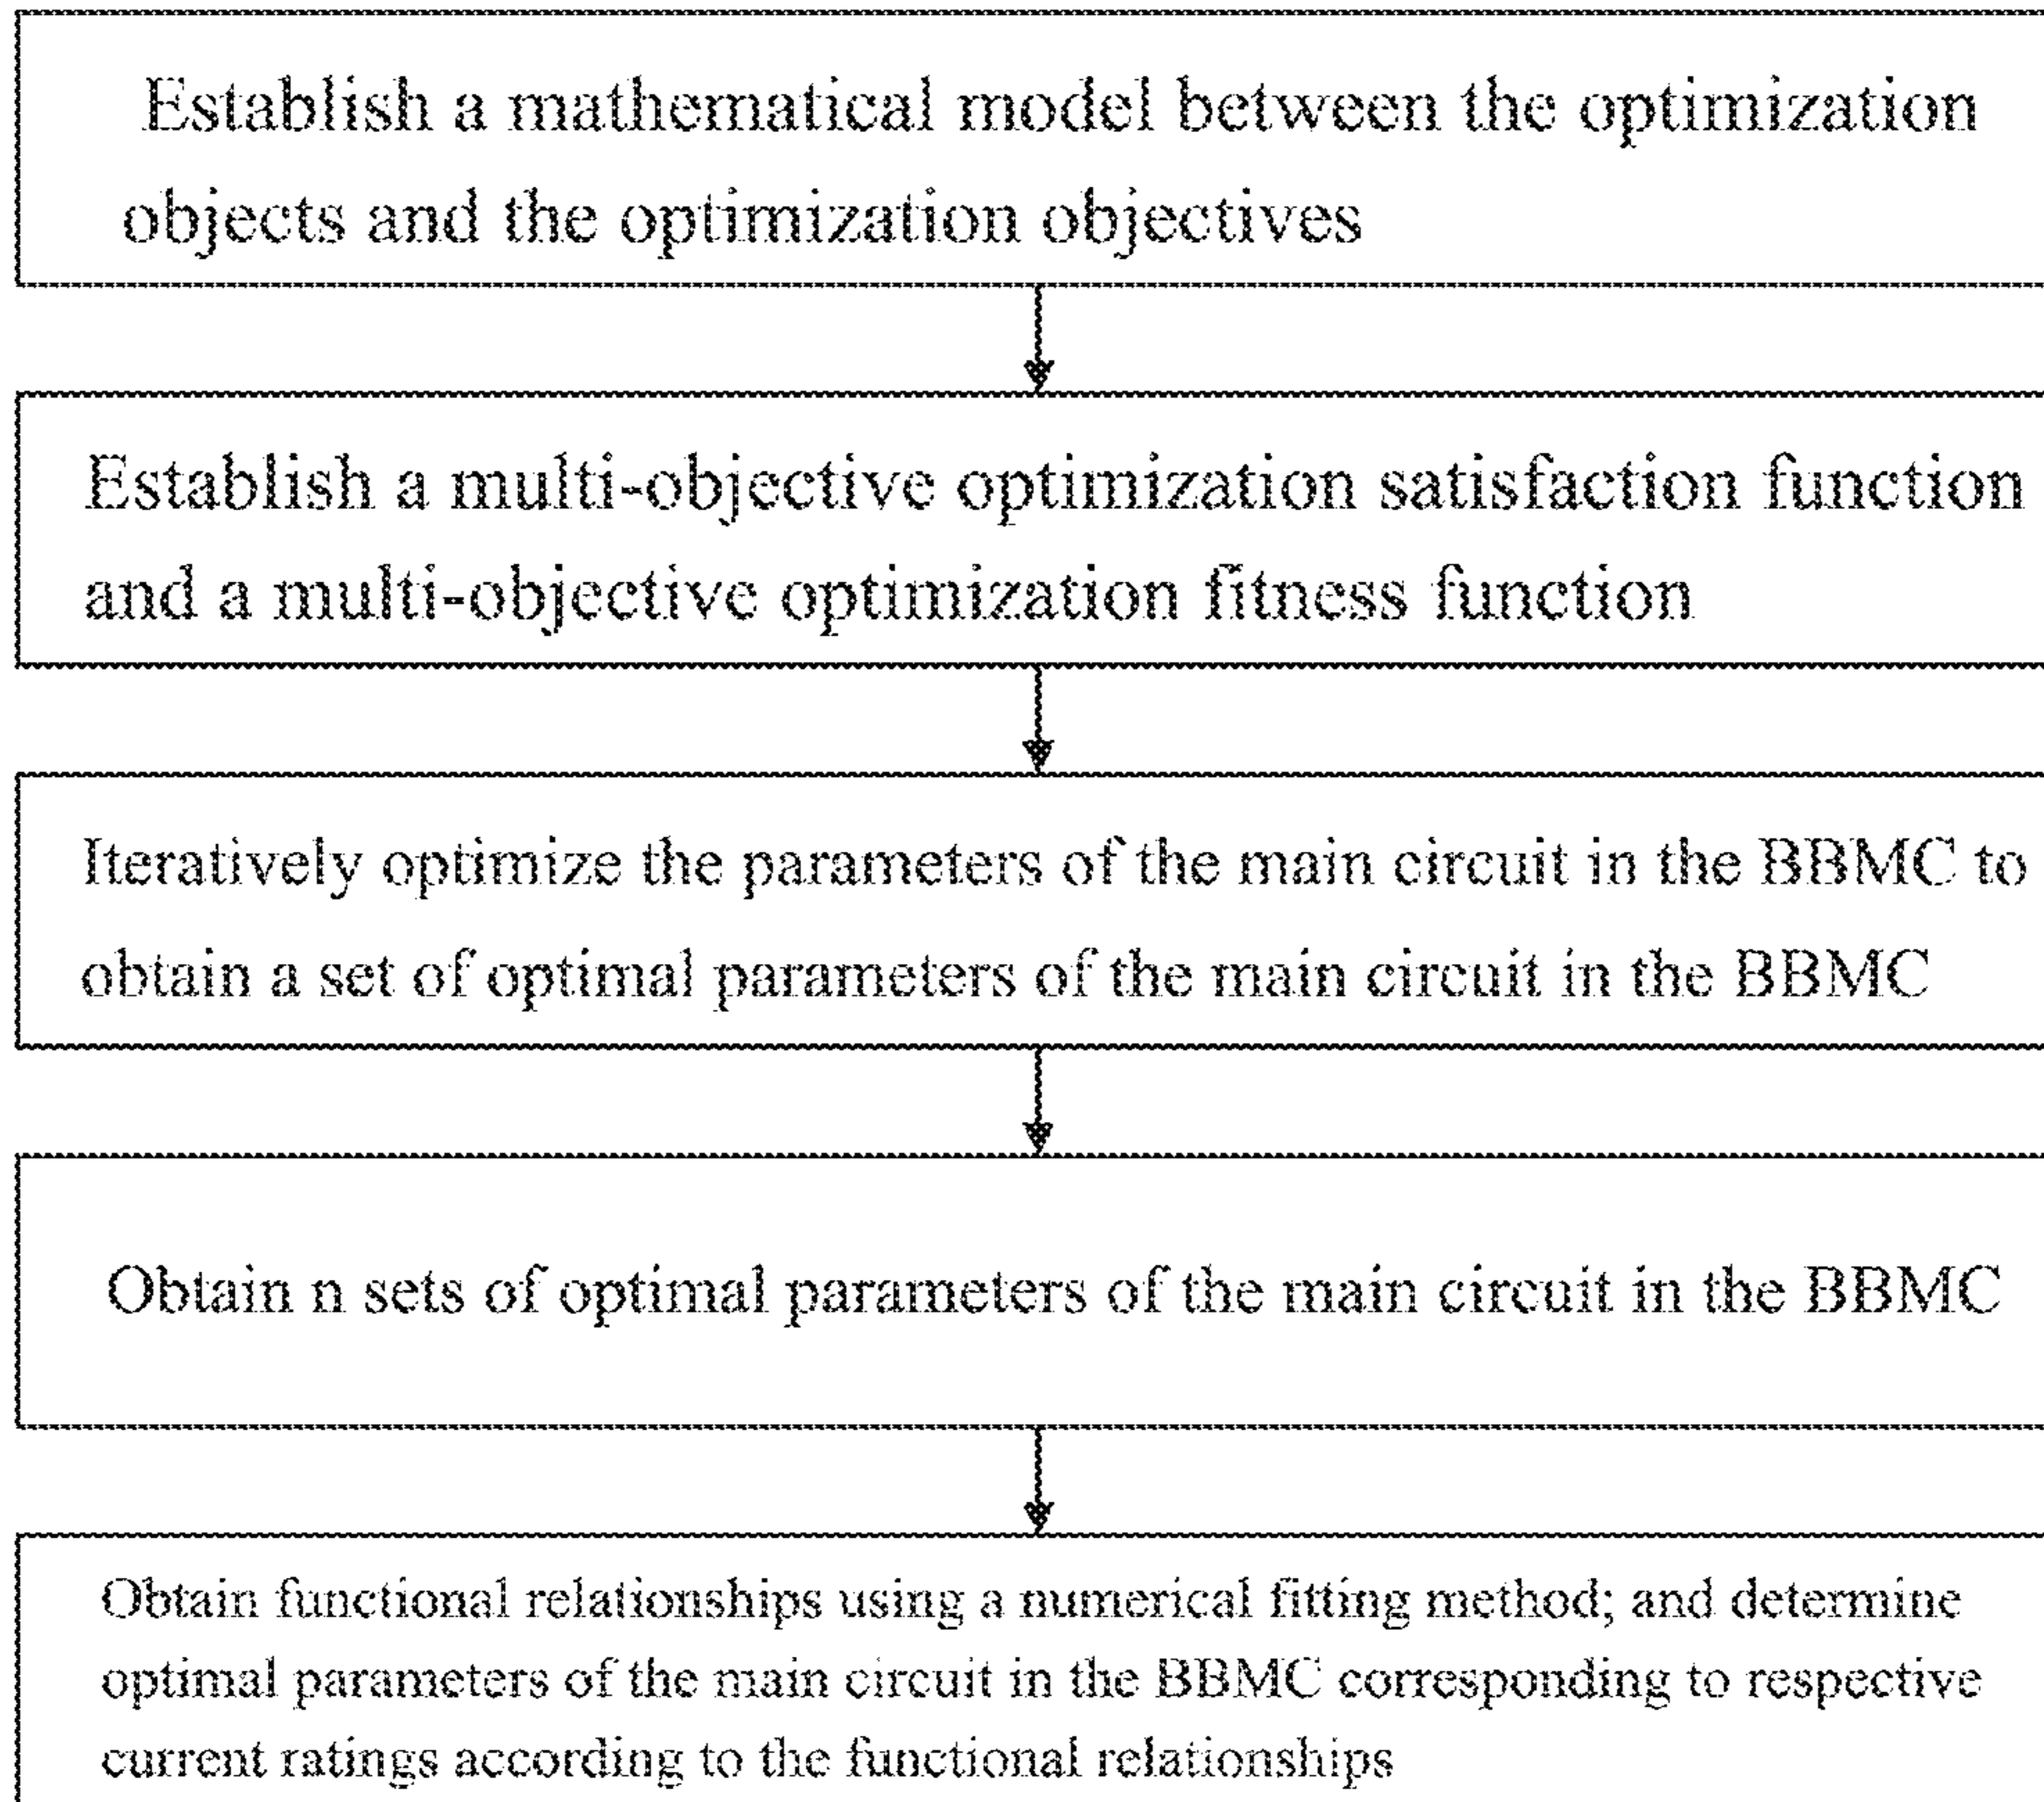 Establish a mathematical model between the optimization
objects and the optimization objectives
Establish a multi-objective optimization satisfaction function
and a multi-objective optimization fitness function
Iteratively optimize the parameters of the main circuit in the BBMC to
obtain a set of optimal parameters of the main circuit in the BBMC
Obtain n sets of optimal parameters of the main circuit in the BBMC
Obtain functional relationships using a numerical fitting method; and determine
optimal parameters of the main circuit in the BBMC corresponding to respective
current ratings according to the functional relationships